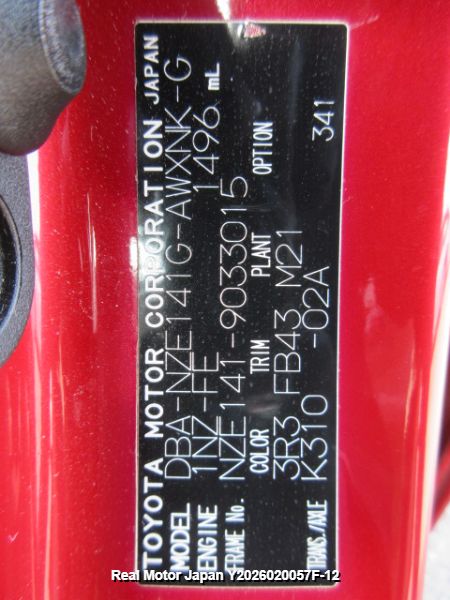 TOYOTA MOTOR CORPORATION JAPAN
MODEL DBA-NZE141G-AWXNK-G
ENGINE 1NZ-FE 1496 mL
FRAME No. NZE141-9033015
COLOR TRIM PLANT OPTION
3R3 FB43 M21
TRANS./AXLE K310 -02A 341
Real Motor Japan Y2026020057F-12